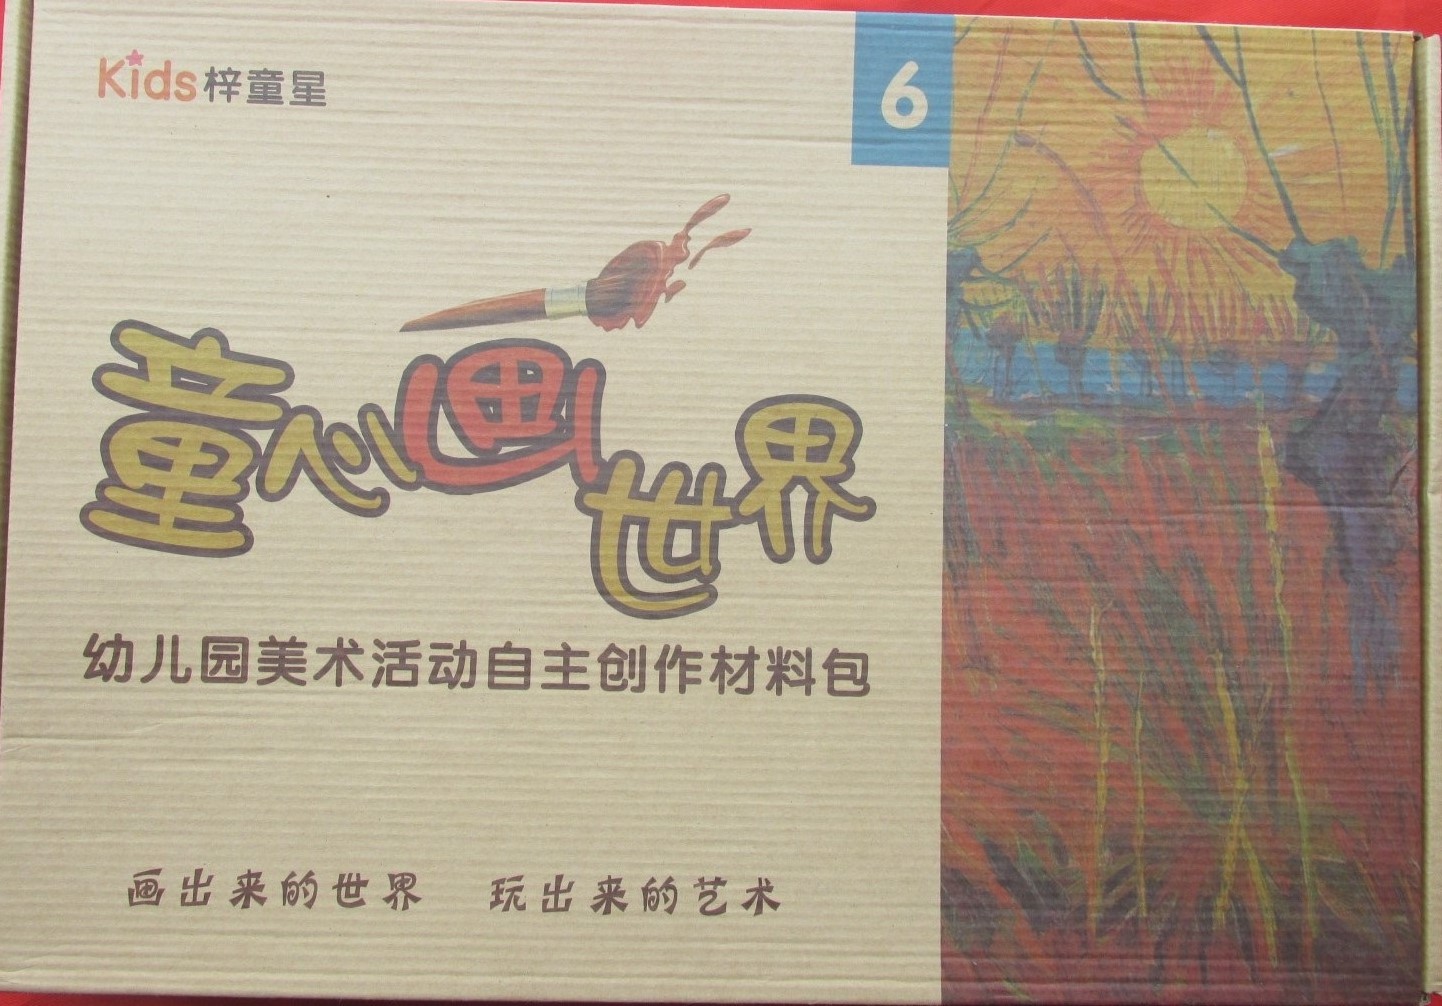 Kids梓童星
6
童心画世界
幼儿园美术活动自主创作材料包
画出来的世界 玩出来的艺术